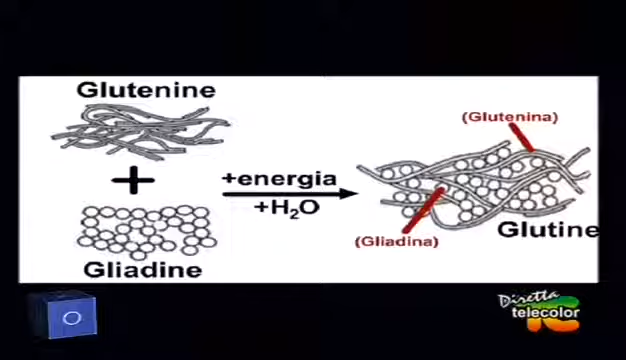 Glutenine
+
Gliadine
+energia
+H₂O
(Glutenina)
(Gliadina)
Glutine
O
Diretta
telecolor